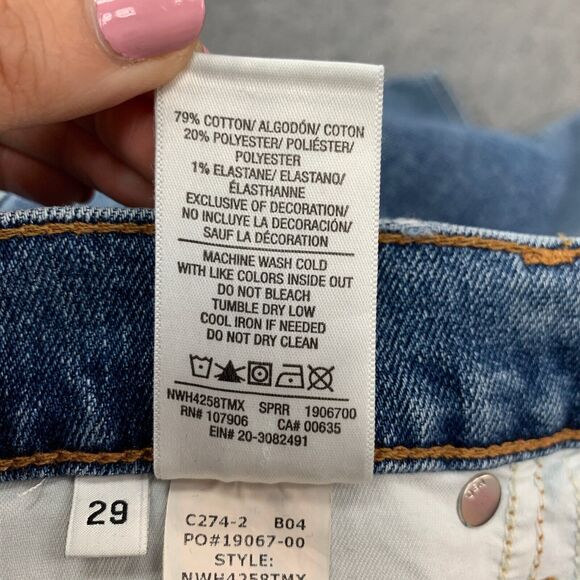 79% COTTON/ ALGODÓN/ COTON
20% POLYESTER/ POLIÉSTER/
POLYESTER
1% ELASTANE/ ELASTANO/
ÉLASTHANNE
EXCLUSIVE OF DECORATION/
NO INCLUYE LA DECORACIÓN/
SAUF LA DÉCORATION
MACHINE WASH COLD
WITH LIKE COLORS INSIDE OUT
DO NOT BLEACH
TUMBLE DRY LOW
COOL IRON IF NEEDED
DO NOT DRY CLEAN
NWH4258TMX SPRR 1906700
RN# 107906 CA# 00635
EIN# 20-3082491
29
C274-2 B04
PO#19067-00
STYLE:
NWH4258TMX